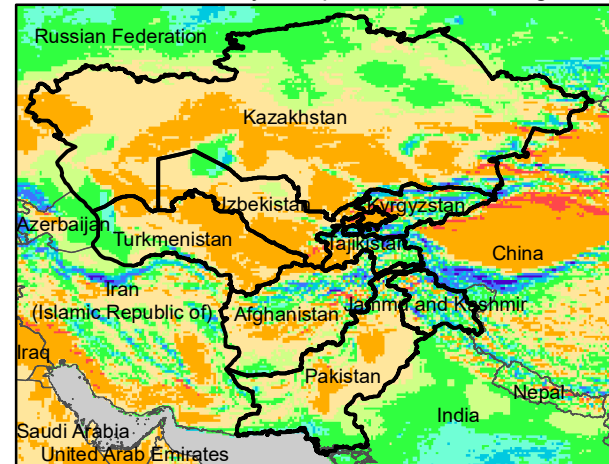 Russian Federation
Kazakhstan
Izbekistan
Kyrgyzstan
Azerbaijan
Turkmenistan
Tajikistan
China
Iran
(Islamic Republic of)
Afghanistan
Jammu and Kashmir
Iraq
Pakistan
Nepal
India
Saudi Arabia
United Arab Emirates